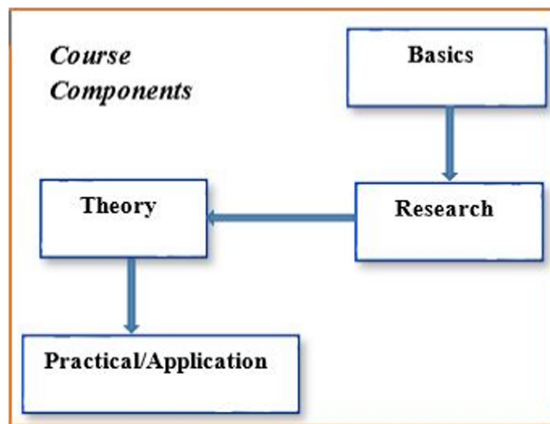 Course
Components
Basics
Research
Theory
Practical/Application